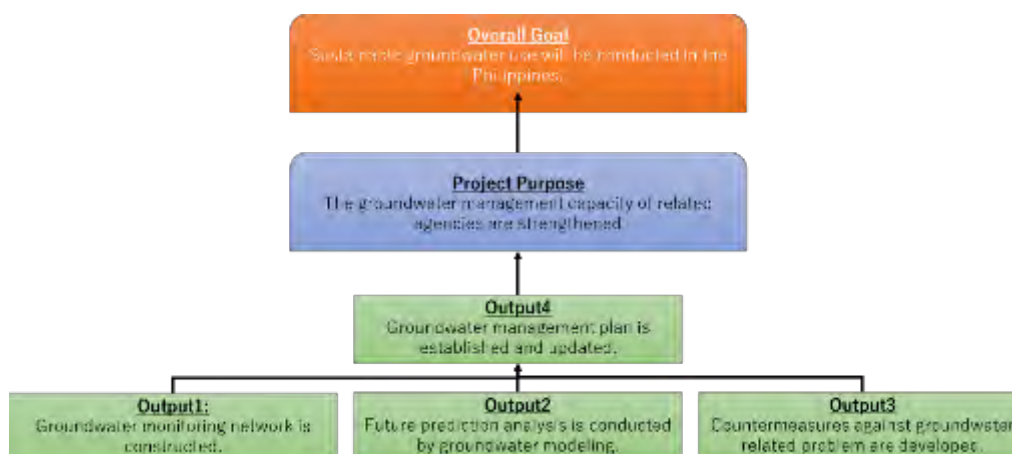 Overall Goal
Sustainable groundwater use will be conducted in the
Philippines.
Project Purpose
The groundwater management capacity of related
agencies are strengthened
Output4
Groundwater management plan is
established and updated.
Output1:
Groundwater monitoring network is
constructed.
Output2
Future prediction analysis is conducted
by groundwater modeling.
Output3
Countermeasures against groundwater
related problem are developed.